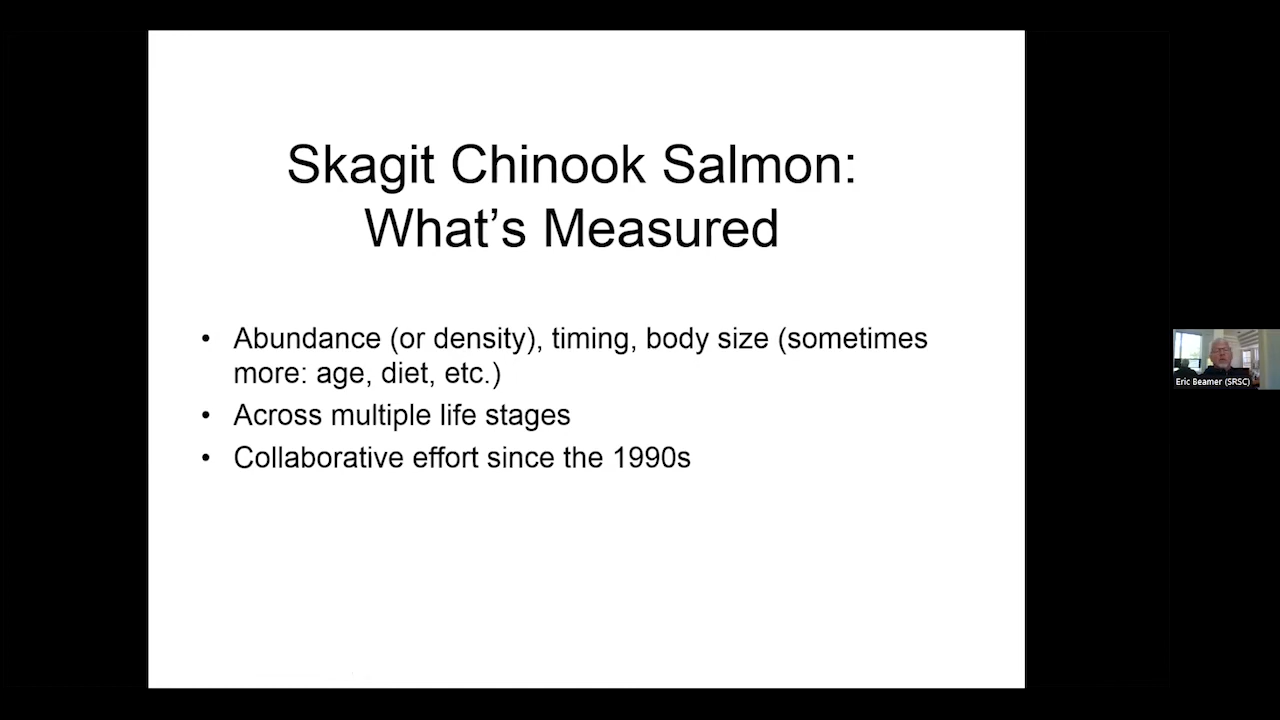 Skagit Chinook Salmon:
What's Measured
• Abundance (or density), timing, body size (sometimes
more: age, diet, etc.)
• Across multiple life stages
• Collaborative effort since the 1990s
Eric Beamer (SRSC)